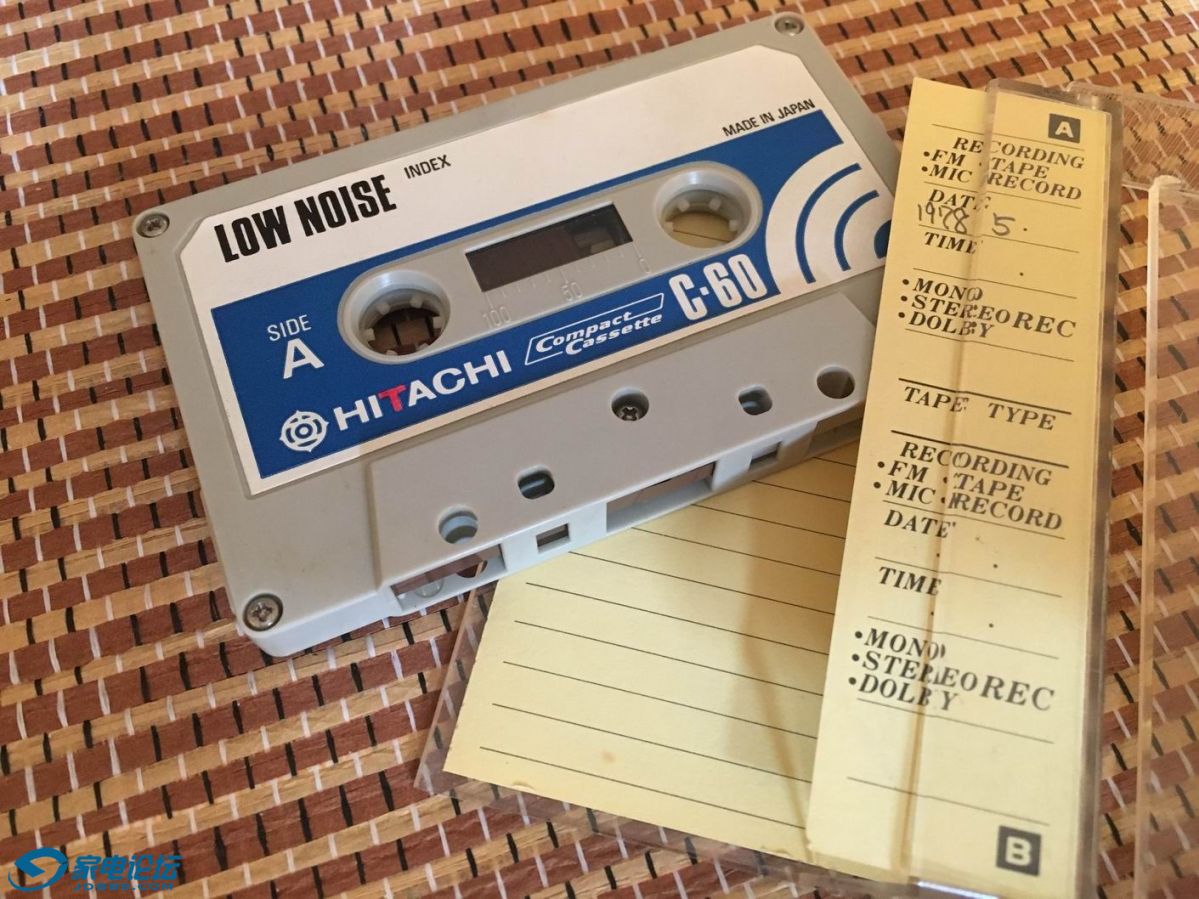 LOW NOISE
INDEX
MADE IN JAPAN
SIDE
A
100 50 0
HITACHI
Compact
Cassette
C-60
A
RECORDING
•FM •TAPE
•MIC •RECORD
DATE
1978 5.
TIME
•MONO
•STEREO REC
•DOLBY
TAPE TYPE
RECORDING
•FM •TAPE
•MIC •RECORD
DATE
TIME
•MONO
•STEREO REC
•DOLBY
B
家电论坛
JDBBS.COM